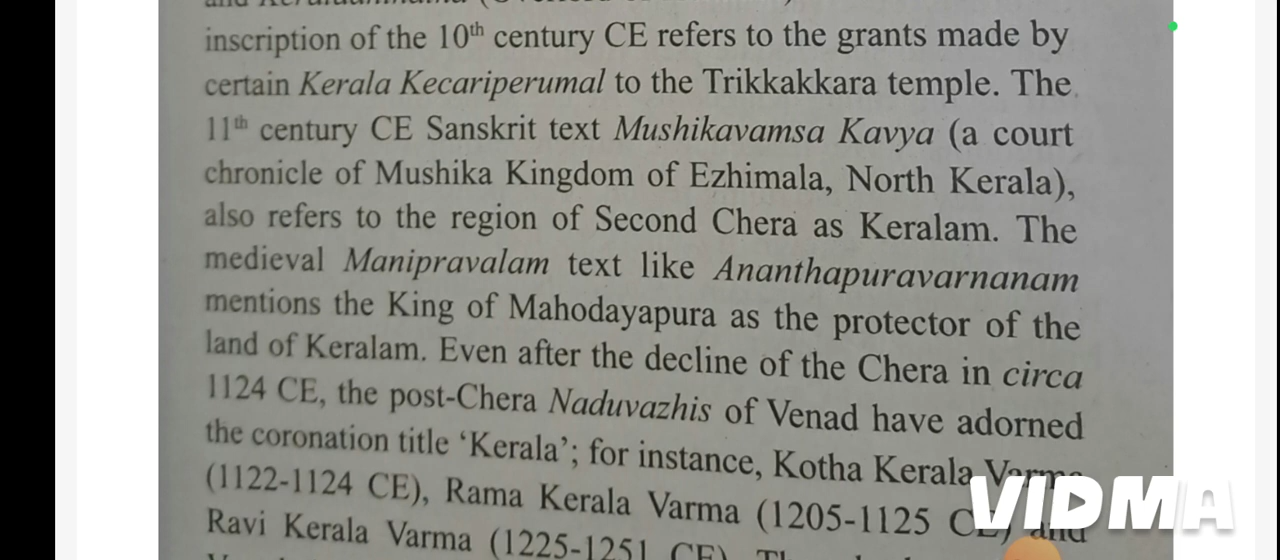 inscription of the 10th century CE refers to the grants made by
certain Kerala Kecariperumal to the Trikkakkara temple. The
11th century CE Sanskrit text Mushikavamsa Kavya (a court
chronicle of Mushika Kingdom of Ezhimala, North Kerala),
also refers to the region of Second Chera as Keralam. The
medieval Manipravalam text like Ananthapuravarnanam
mentions the King of Mahodayapura as the protector of the
land of Keralam. Even after the decline of the Chera in circa
1124 CE, the post-Chera Naduvazhis of Venad have adorned
the coronation title ‘Kerala’; for instance, Kotha Kerala Varma
(1122-1124 CE), Rama Kerala Varma (1205-1125 CE) and
Ravi Kerala Varma (1225-1251 CE).
VIDMA